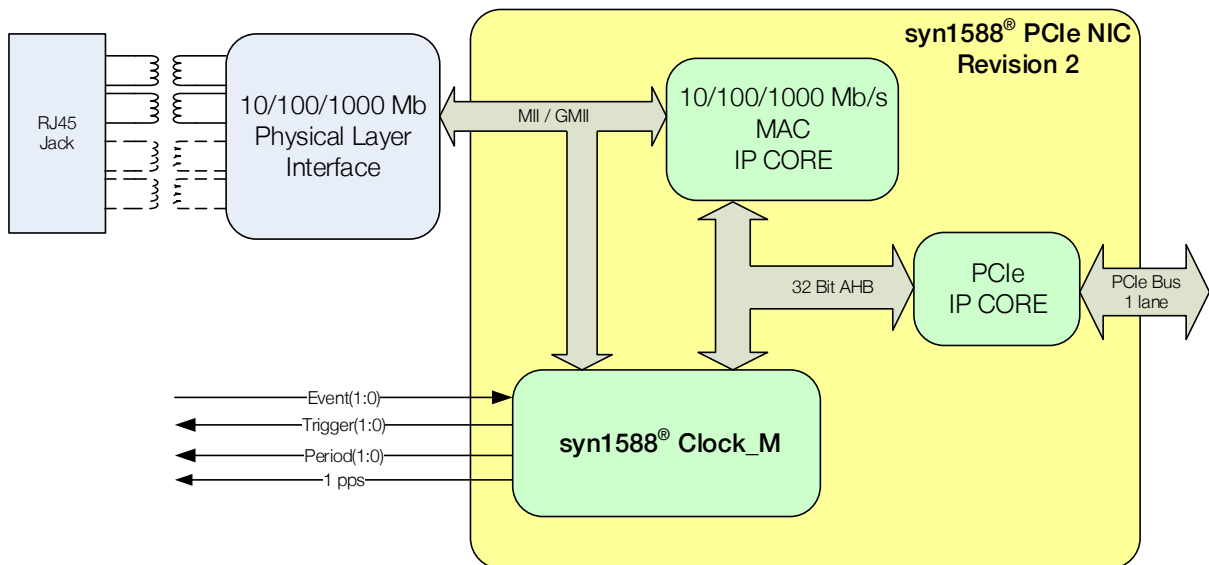 syn1588® PCIe NIC
Revision 2
RJ45
Jack
10/100/1000 Mb
Physical Layer
Interface
MII / GMII
10/100/1000 Mb/s
MAC
IP CORE
32 Bit AHB
PCIe
IP CORE
PCIe Bus
1 lane
Event(1:0)
Trigger(1:0)
Period(1:0)
1 pps
syn1588® Clock_M